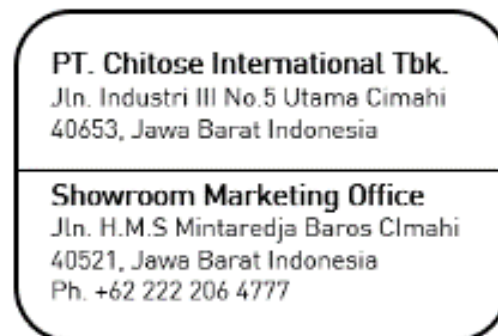 PT. Chitose International Tbk.
Jln. Industri III No.5 Utama Cimahi
40653, Jawa Barat Indonesia
Showroom Marketing Office
Jln. H.M.S Mintaredja Baros CImahi
40521, Jawa Barat Indonesia
Ph. +62 222 206 4777